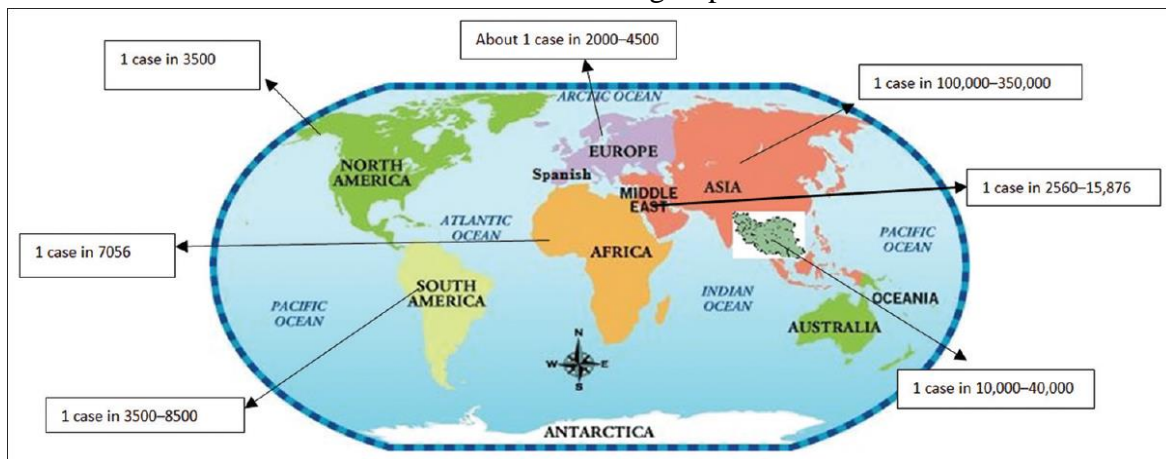 About 1 case in 2000–4500
1 case in 3500
1 case in 100,000–350,000
ARCTIC OCEAN
EUROPE
NORTH
AMERICA
Spanish
ASIA
MIDDLE
EAST
1 case in 2560–15,876
ATLANTIC
OCEAN
PACIFIC
OCEAN
1 case in 7056
AFRICA
SOUTH
AMERICA
INDIAN
OCEAN
OCEANIA
PACIFIC
OCEAN
AUSTRALIA
N
W E
S
1 case in 10,000–40,000
1 case in 3500–8500
ANTARCTICA